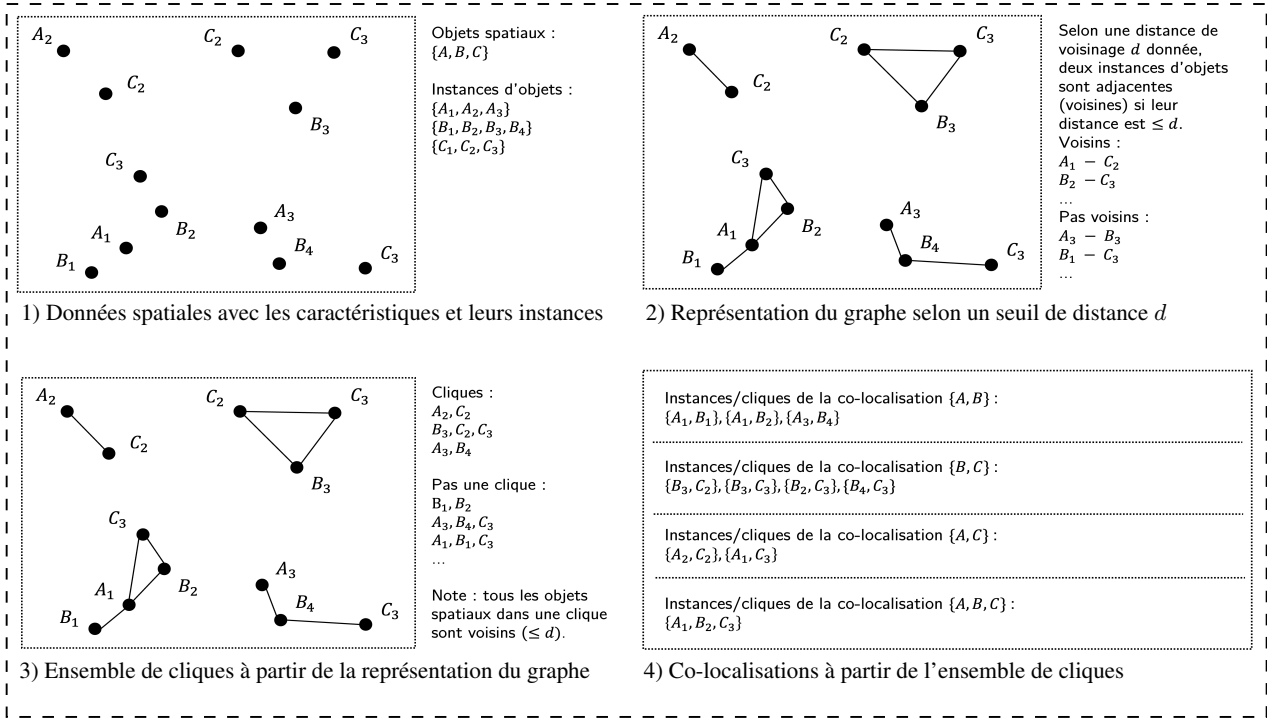 A₂
C₂
C₃
C₂
B₃
C₃
B₂
A₁
B₁
A₃
B₄
C₃
Objets spatiaux :
{A, B, C}
Instances d'objets :
{A₁, A₂, A₃}
{B₁, B₂, B₃, B₄}
{C₁, C₂, C₃}
1) Données spatiales avec les caractéristiques et leurs instances
A₂
C₂
C₃
C₂
B₃
C₃
A₁
B₂
B₁
A₃
B₄
C₃
Selon une distance de
voisinage d donnée,
deux instances d'objets
sont adjacentes
(voisines) si leur
distance est ≤ d.
Voisins :
A₁ − C₂
B₂ − C₃
...
Pas voisins :
A₃ − B₃
B₁ − C₃
...
2) Représentation du graphe selon un seuil de distance d
A₂
C₂
C₃
C₂
B₃
C₃
A₁
B₂
B₁
A₃
B₄
C₃
Cliques :
A₂, C₂
B₃, C₂, C₃
A₃, B₄
Pas une clique :
B₁, B₂
A₃, B₄, C₃
A₁, B₁, C₃
...
Note : tous les objets
spatiaux dans une clique
sont voisins (≤ d).
3) Ensemble de cliques à partir de la représentation du graphe
Instances/cliques de la co-localisation {A, B} :
{A₁, B₁}, {A₁, B₂}, {A₃, B₄}
Instances/cliques de la co-localisation {B, C} :
{B₃, C₂}, {B₃, C₃}, {B₂, C₃}, {B₄, C₃}
Instances/cliques de la co-localisation {A, C} :
{A₂, C₂}, {A₁, C₃}
Instances/cliques de la co-localisation {A, B, C} :
{A₁, B₂, C₃}
4) Co-localisations à partir de l'ensemble de cliques